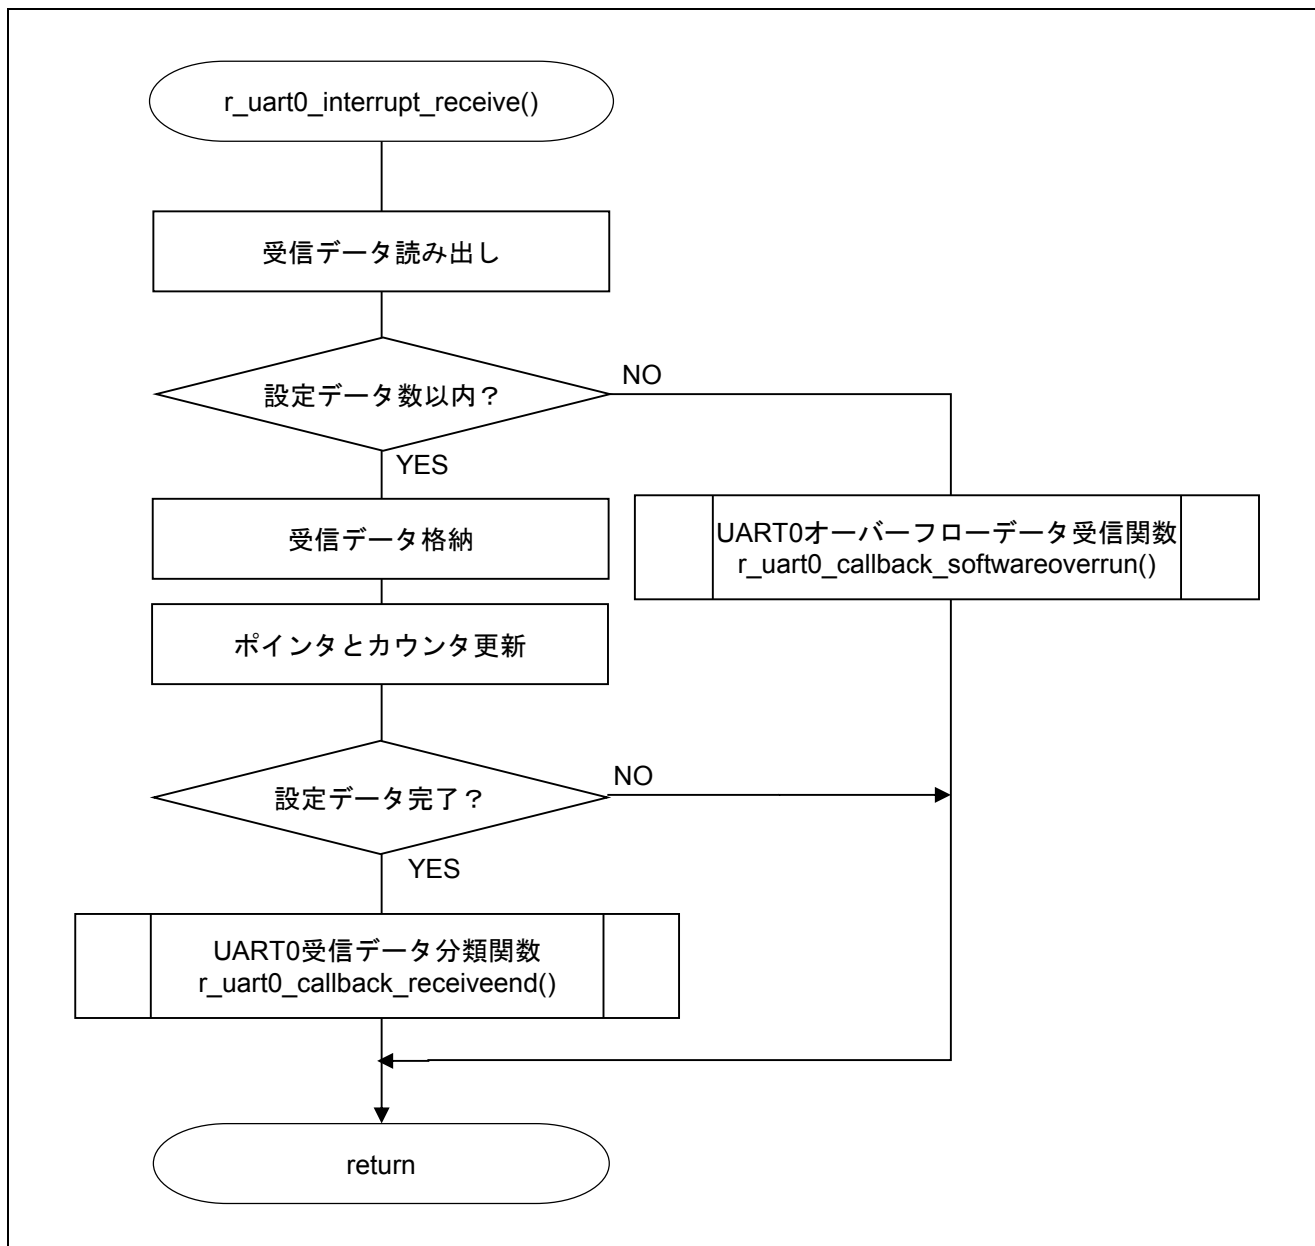 r_uart0_interrupt_receive()
受信データ読み出し
設定データ数以内？
NO
YES
受信データ格納
UART0オーバーフローデータ受信関数
r_uart0_callback_softwareoverrun()
ポインタとカウンタ更新
設定データ完了？
NO
YES
UART0受信データ分類関数
r_uart0_callback_receiveend()
return